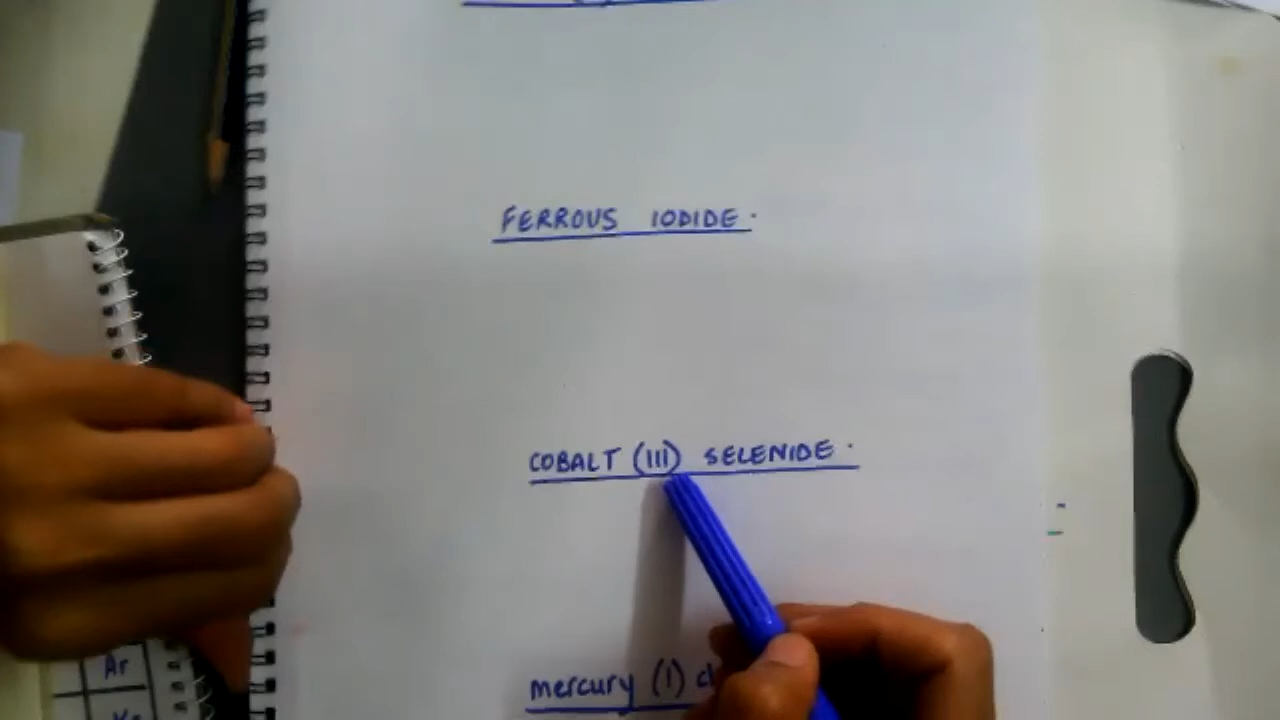 FERROUS IODIDE.
COBALT (III) SELENIDE.
mercury (I)
Ar